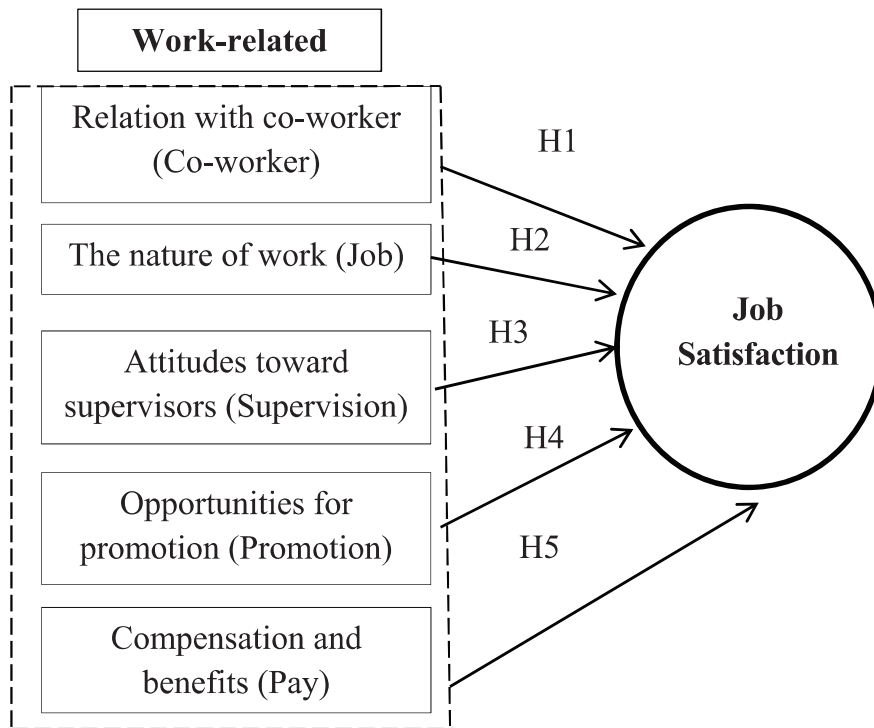 Work-related
Relation with co-worker
(Co-worker)
H1
The nature of work (Job)
H2
Attitudes toward
supervisors (Supervision)
H3
Opportunities for
promotion (Promotion)
H4
Compensation and
benefits (Pay)
H5
Job
Satisfaction